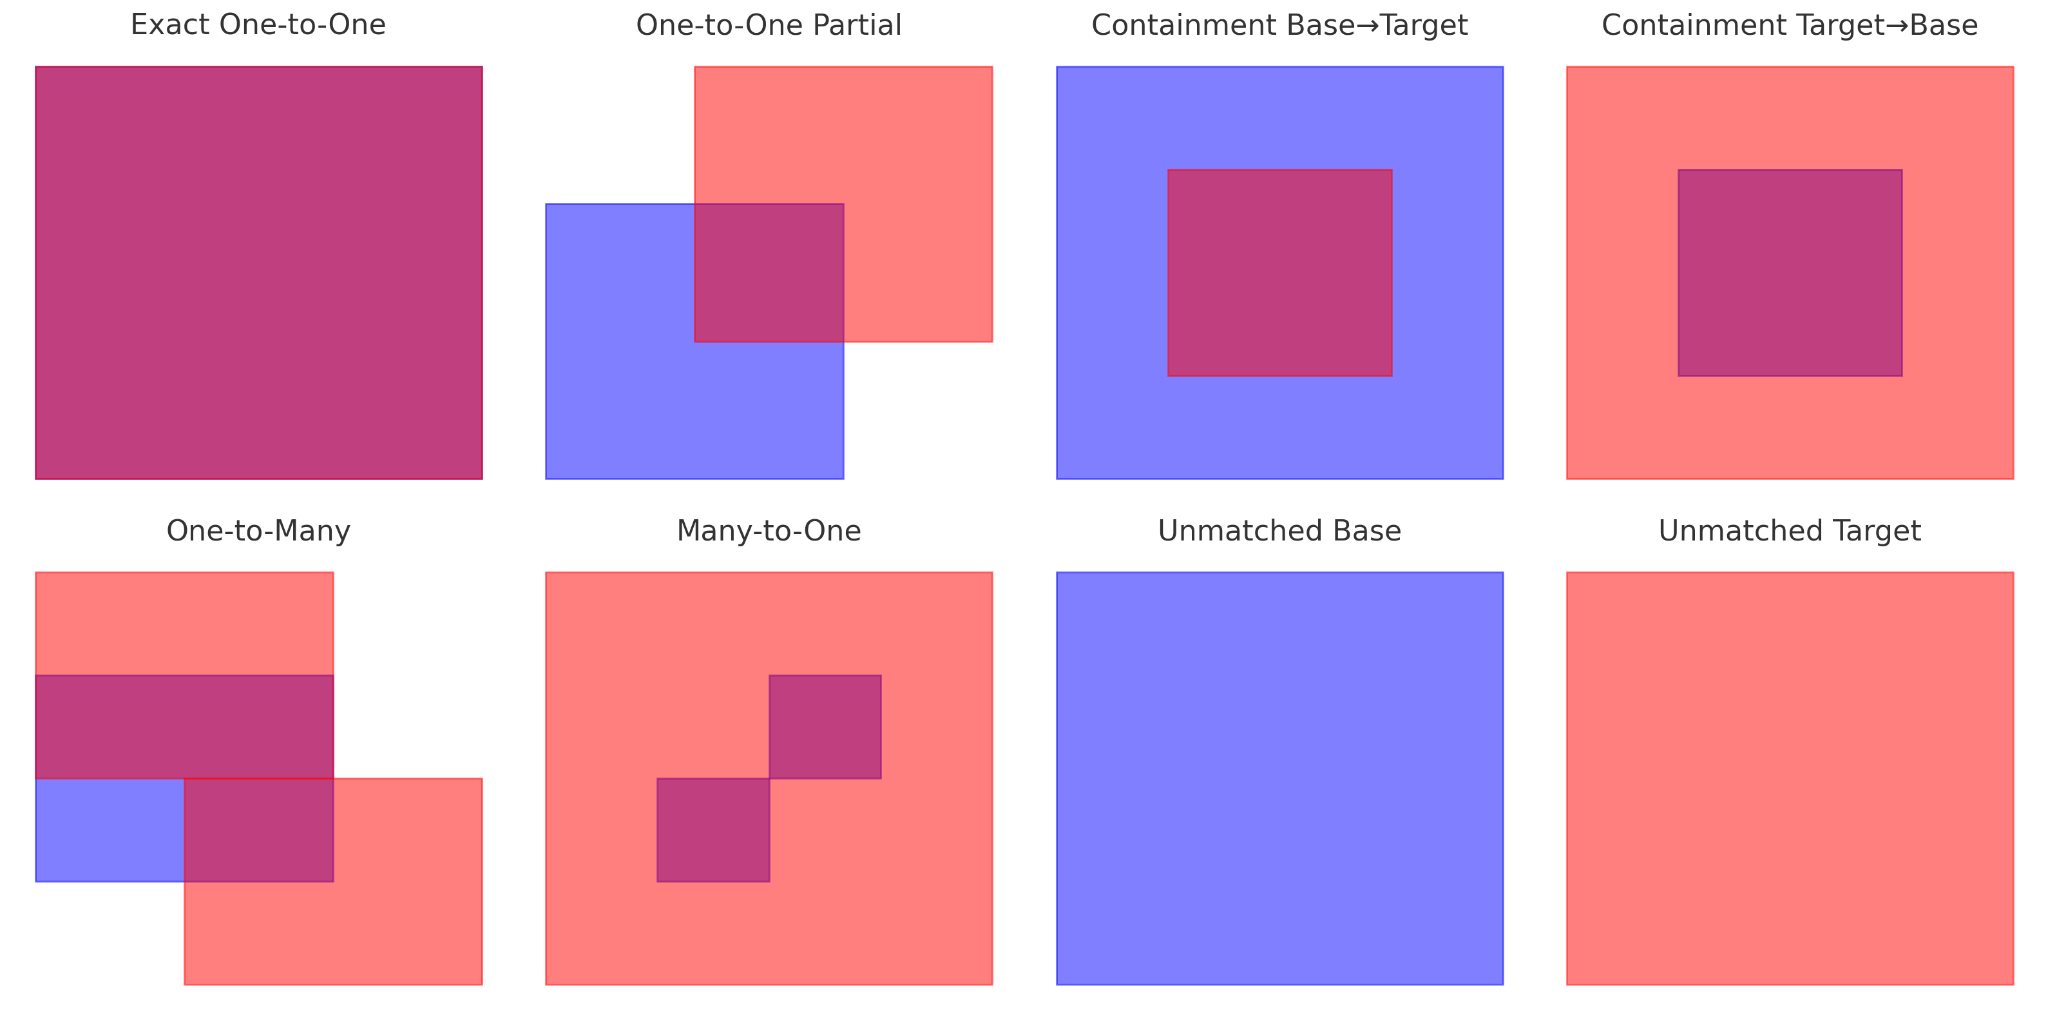 Exact One-to-One
One-to-One Partial
Containment Base→Target
Containment Target→Base
One-to-Many
Many-to-One
Unmatched Base
Unmatched Target